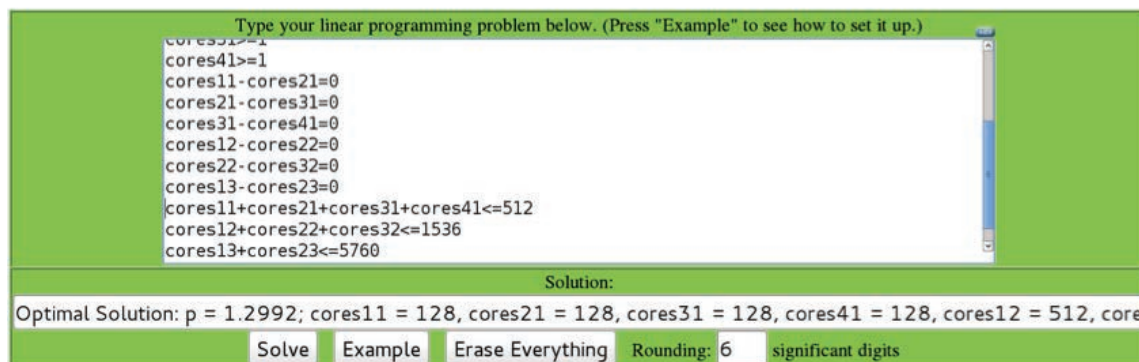 Type your linear programming problem below. (Press "Example" to see how to set it up.)
cores31>=1
cores41>=1
cores11-cores21=0
cores21-cores31=0
cores31-cores41=0
cores12-cores22=0
cores22-cores32=0
cores13-cores23=0
cores11+cores21+cores31+cores41<=512
cores12+cores22+cores32<=1536
cores13+cores23<=5760
Solution:
Optimal Solution: p = 1.2992; cores11 = 128, cores21 = 128, cores31 = 128, cores41 = 128, cores12 = 512, core
Solve Example Erase Everything Rounding: 6 significant digits